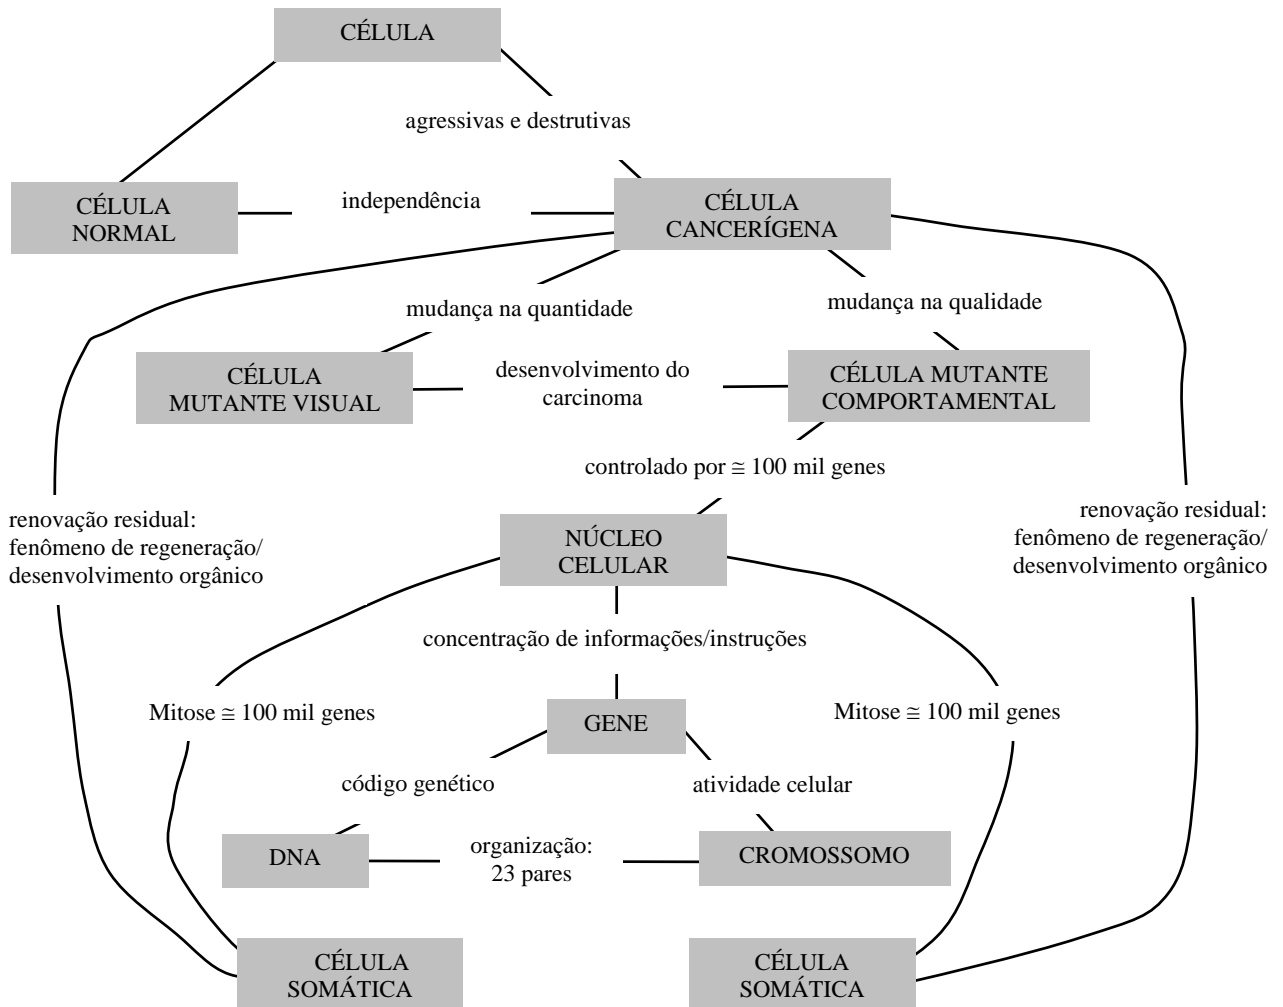 CÉLULA
agressivas e destrutivas
CÉLULA
NORMAL
independência
CÉLULA
CANCERÍGENA
mudança na quantidade
mudança na qualidade
CÉLULA
MUTANTE VISUAL
desenvolvimento do
carcinoma
CÉLULA MUTANTE
COMPORTAMENTAL
controlado por ≅ 100 mil genes
renovação residual:
fenômeno de regeneração/
desenvolvimento orgânico
NÚCLEO
CELULAR
renovação residual:
fenômeno de regeneração/
desenvolvimento orgânico
concentração de informações/instruções
Mitose ≅ 100 mil genes
GENE
Mitose ≅ 100 mil genes
código genético
atividade celular
DNA
organização:
23 pares
CROMOSSOMO
CÉLULA
SOMÁTICA
CÉLULA
SOMÁTICA